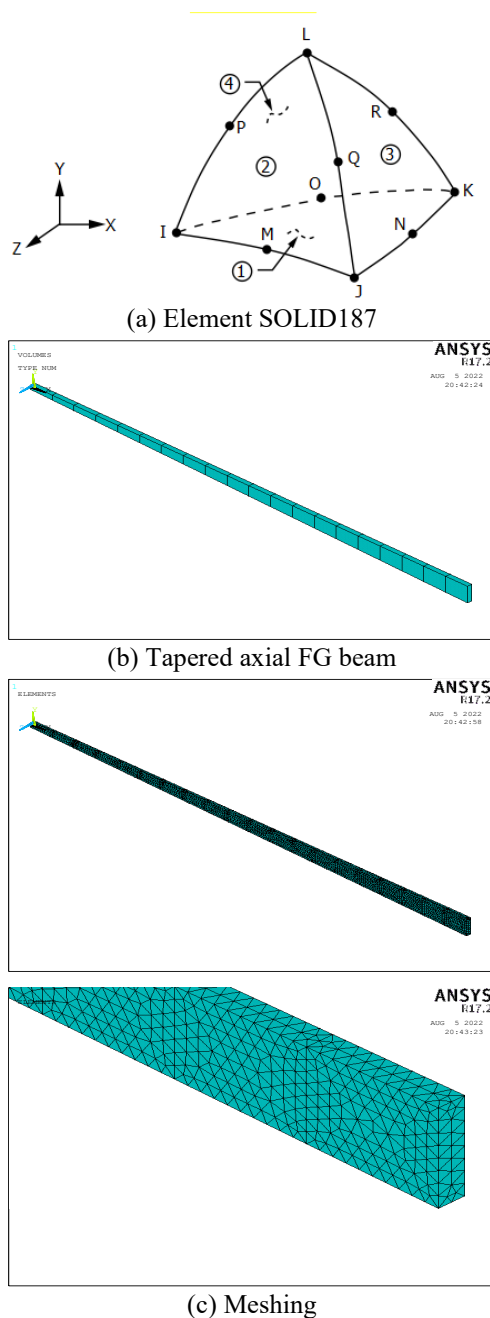 L
④
P
R
Y
Q
③
②
O
K
X
I
M
N
Z
①
J
(a) Element SOLID187
1
VOLUMES
TYPE NUM
ANSYS
R17.2
AUG 5 2022
20:42:24
(b) Tapered axial FG beam
1
ELEMENTS
ANSYS
R17.2
AUG 5 2022
20:42:58
ANSYS
R17.2
AUG 5 2022
20:43:23
(c) Meshing